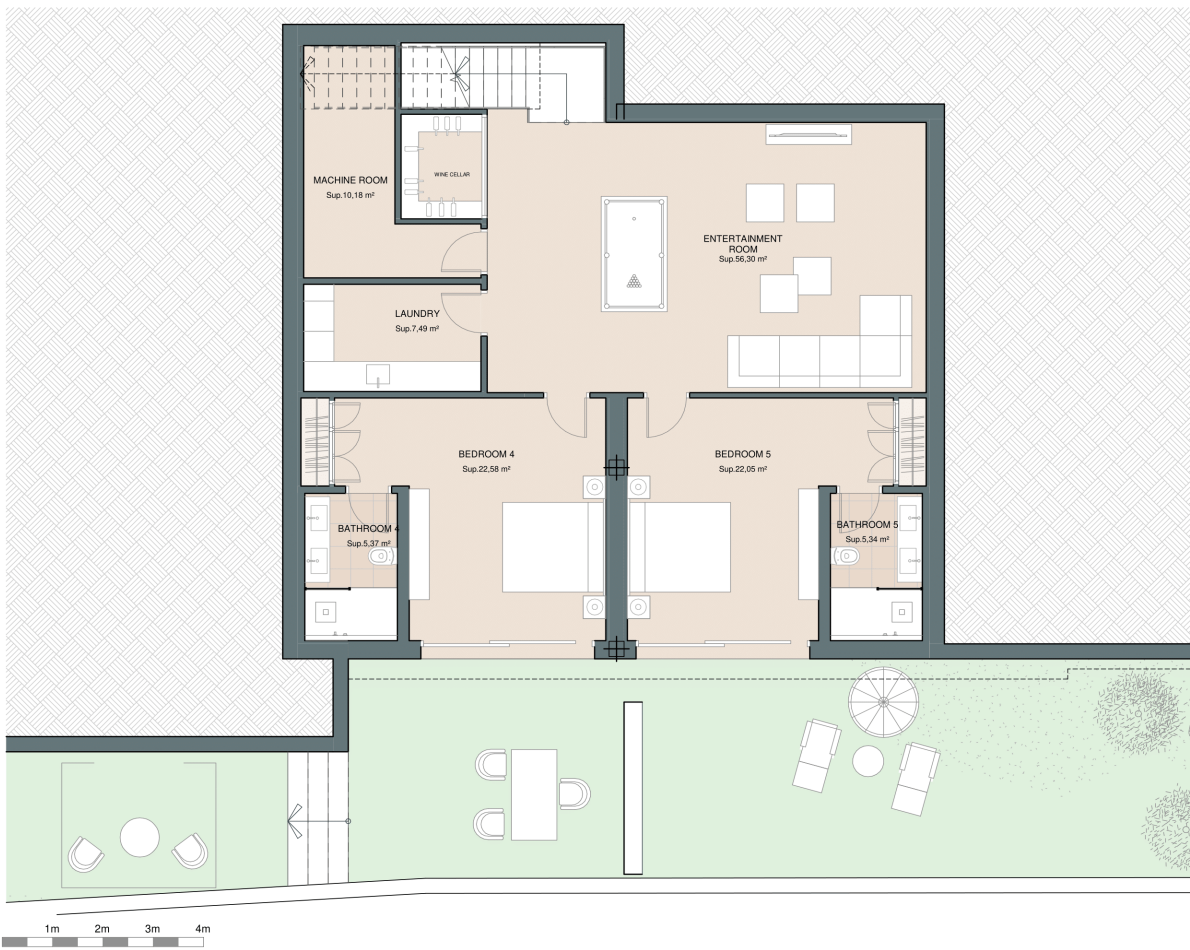 MACHINE ROOM
Sup.10,18 m²
WINE CELLAR
ENTERTAINMENT
ROOM
Sup.56,30 m²
LAUNDRY
Sup.7,49 m²
BEDROOM 4
Sup.22,58 m²
BEDROOM 5
Sup.22,05 m²
BATHROOM 4
Sup.5,37 m²
BATHROOM 5
Sup.5,34 m²
1m 2m 3m 4m